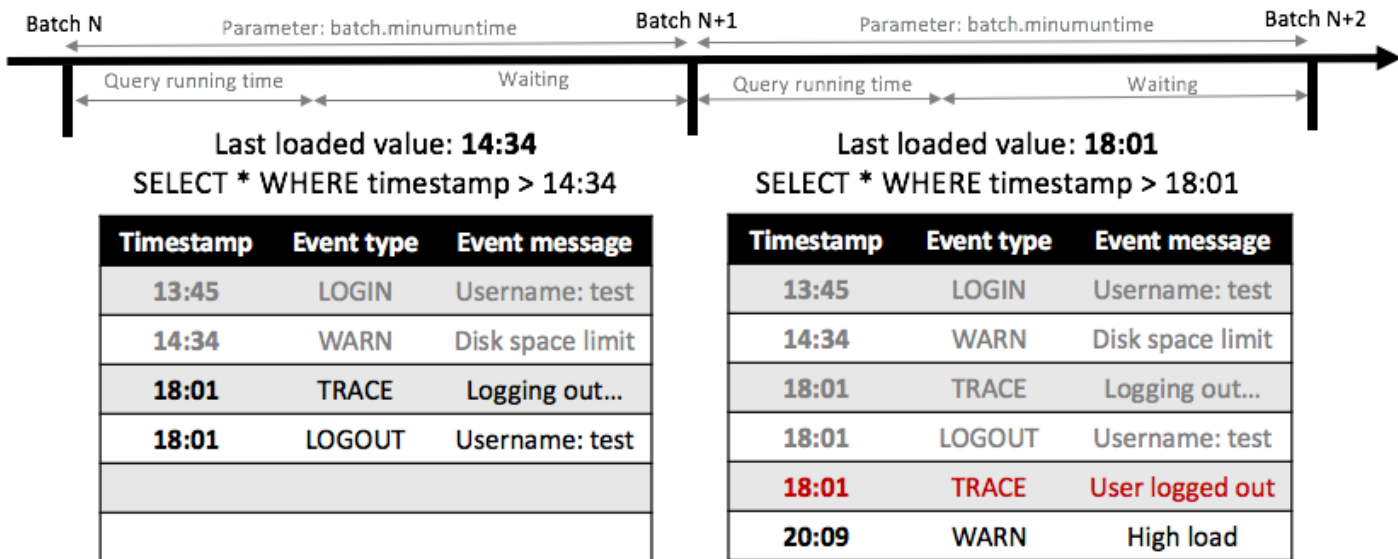 Batch N Parameter: batch.minumuntime Batch N+1 Parameter: batch.minumuntime Batch N+2
Query running time Waiting Query running time Waiting
Last loaded value: 14:34
SELECT * WHERE timestamp > 14:34
Timestamp Event type Event message
13:45 LOGIN Username: test
14:34 WARN Disk space limit
18:01 TRACE Logging out...
18:01 LOGOUT Username: test
Last loaded value: 18:01
SELECT * WHERE timestamp > 18:01
Timestamp Event type Event message
13:45 LOGIN Username: test
14:34 WARN Disk space limit
18:01 TRACE Logging out...
18:01 LOGOUT Username: test
18:01 TRACE User logged out
20:09 WARN High load